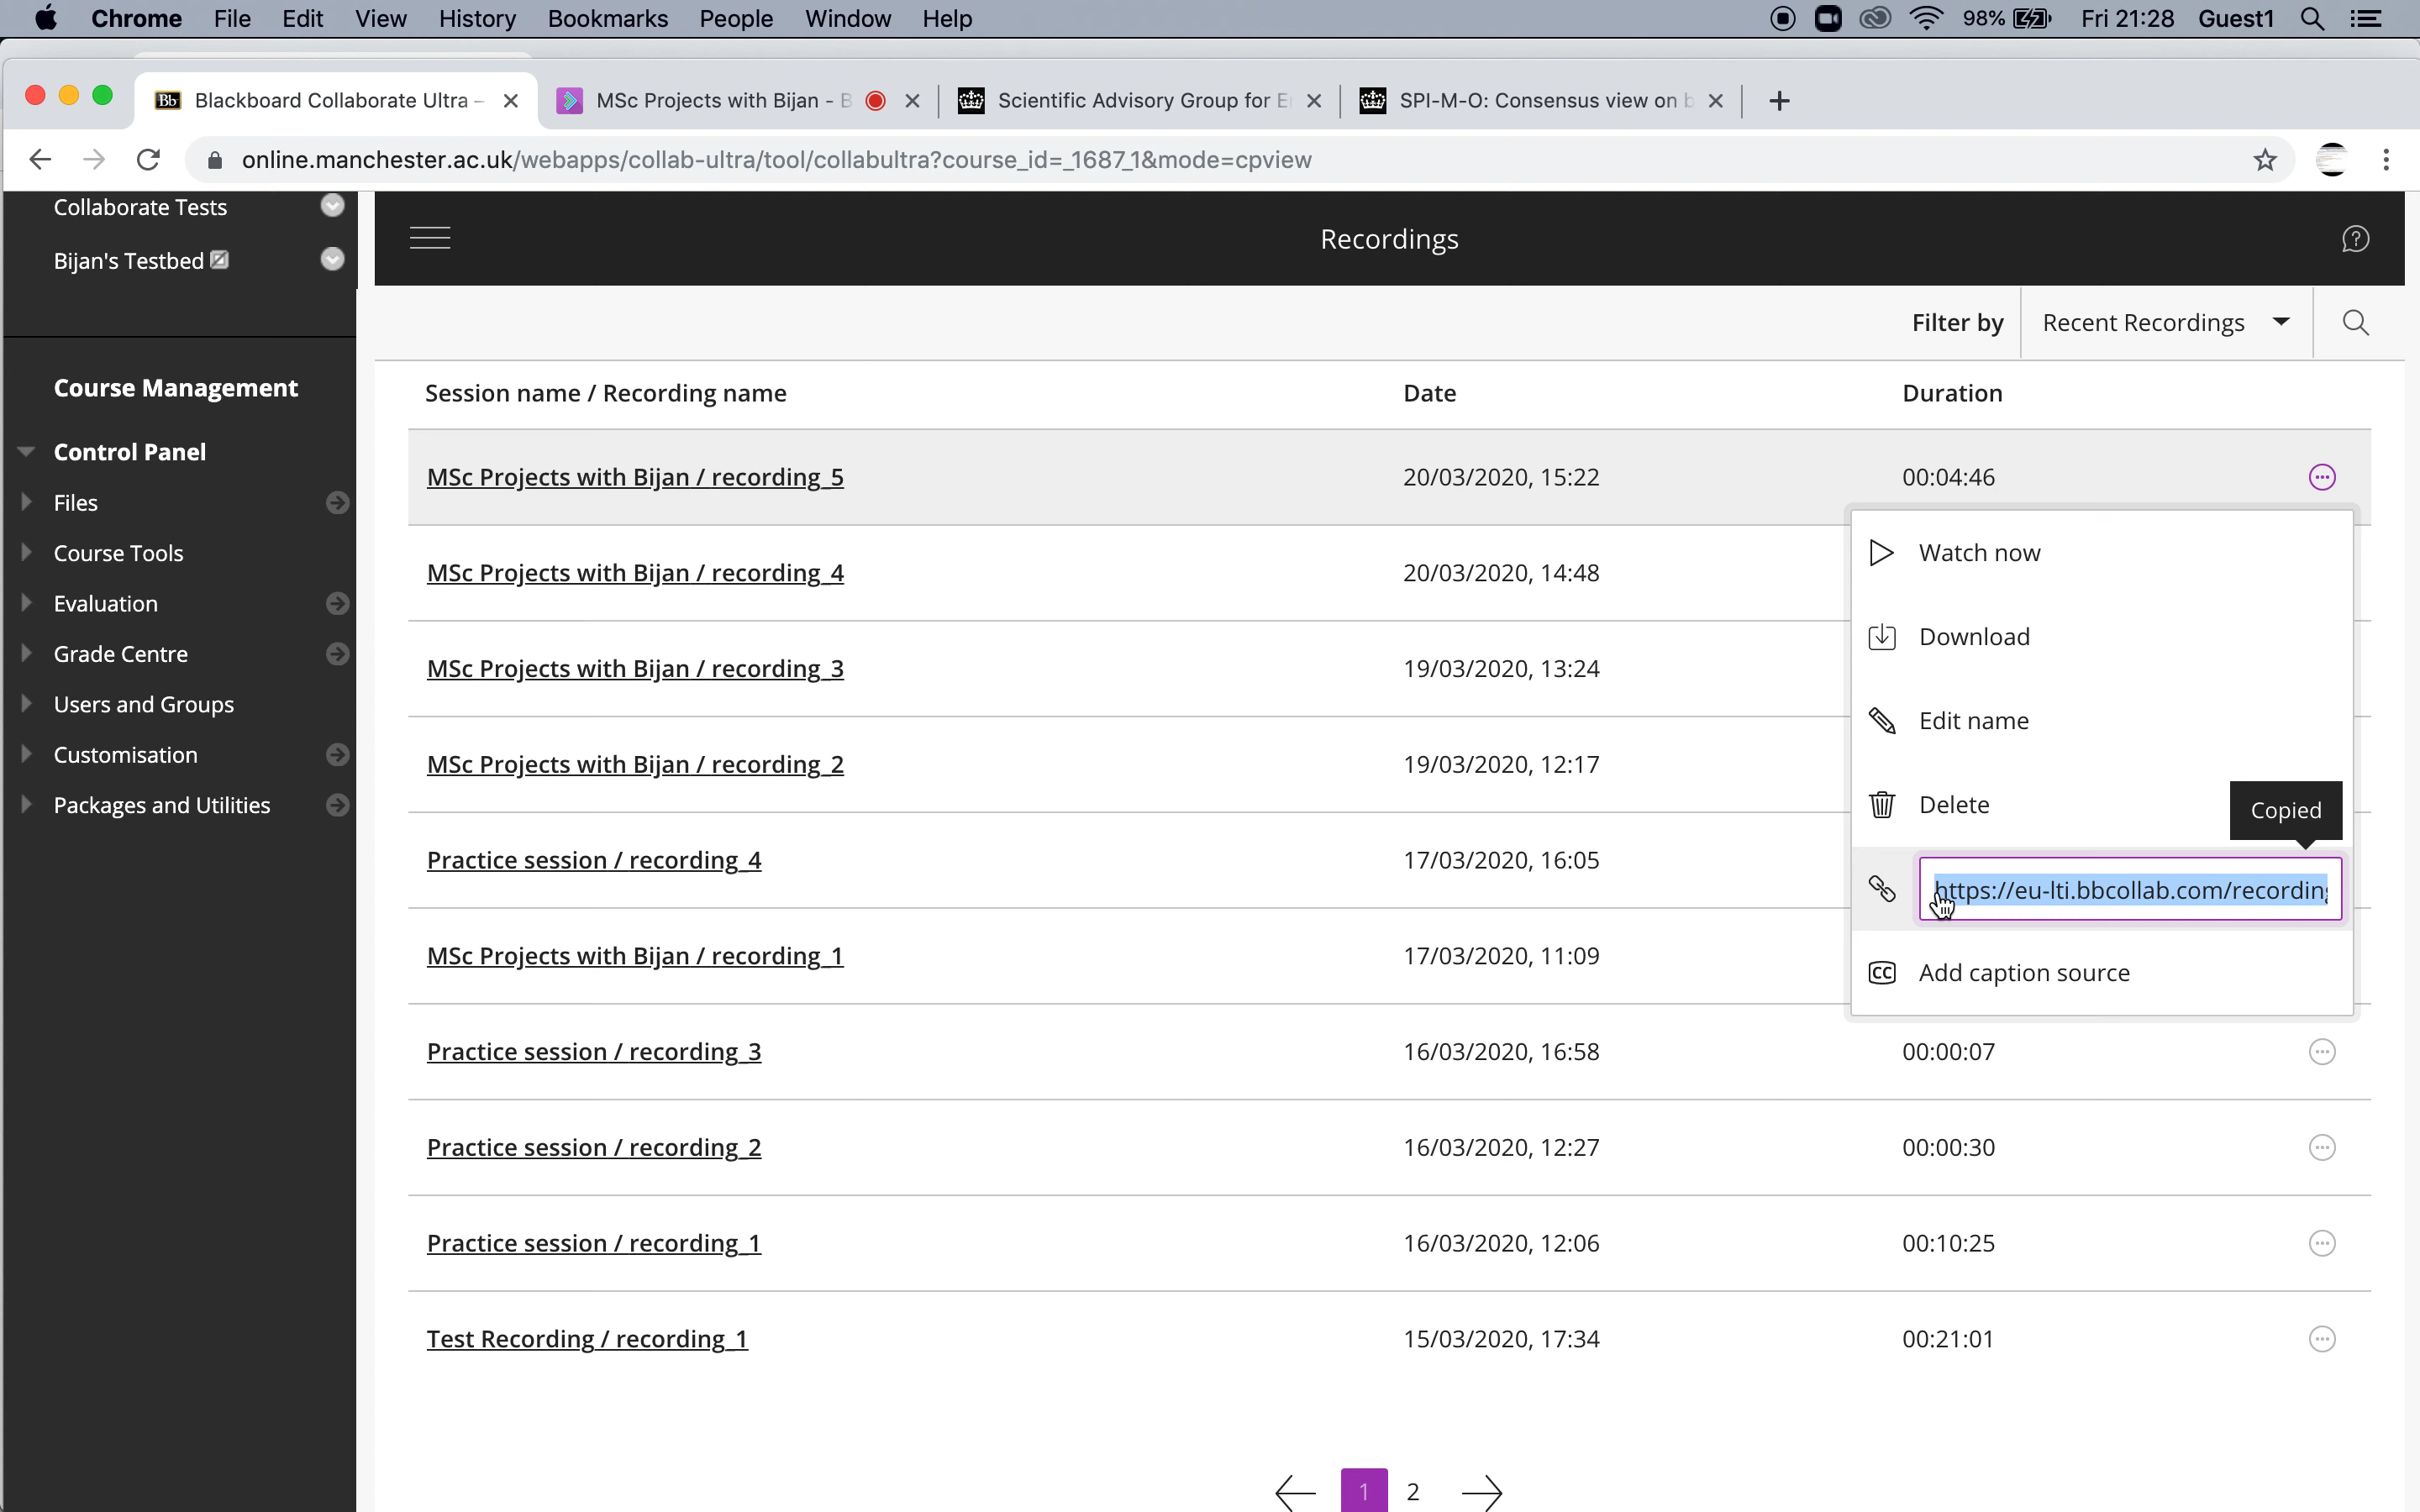 Chrome File Edit View History Bookmarks People Window Help 98% Fri 21:28 Guest1
Bb Blackboard Collaborate Ultra – MSc Projects with Bijan - B Scientific Advisory Group for E SPI-M-O: Consensus view on b
online.manchester.ac.uk/webapps/collab-ultra/tool/collabultra?course_id=_1687_1&mode=cpview
Collaborate Tests
Bijan's Testbed
Course Management
Control Panel
Files
Course Tools
Evaluation
Grade Centre
Users and Groups
Customisation
Packages and Utilities
Recordings
Filter by Recent Recordings
Session name / Recording name Date Duration
MSc Projects with Bijan / recording_5 20/03/2020, 15:22 00:04:46
MSc Projects with Bijan / recording_4 20/03/2020, 14:48
MSc Projects with Bijan / recording_3 19/03/2020, 13:24
MSc Projects with Bijan / recording_2 19/03/2020, 12:17
Practice session / recording_4 17/03/2020, 16:05
MSc Projects with Bijan / recording_1 17/03/2020, 11:09
Practice session / recording_3 16/03/2020, 16:58 00:00:07
Practice session / recording_2 16/03/2020, 12:27 00:00:30
Practice session / recording_1 16/03/2020, 12:06 00:10:25
Test Recording / recording_1 15/03/2020, 17:34 00:21:01
Watch now
Download
Edit name
Delete
Copied
https://eu-lti.bbcollab.com/recording
CC Add caption source
1 2